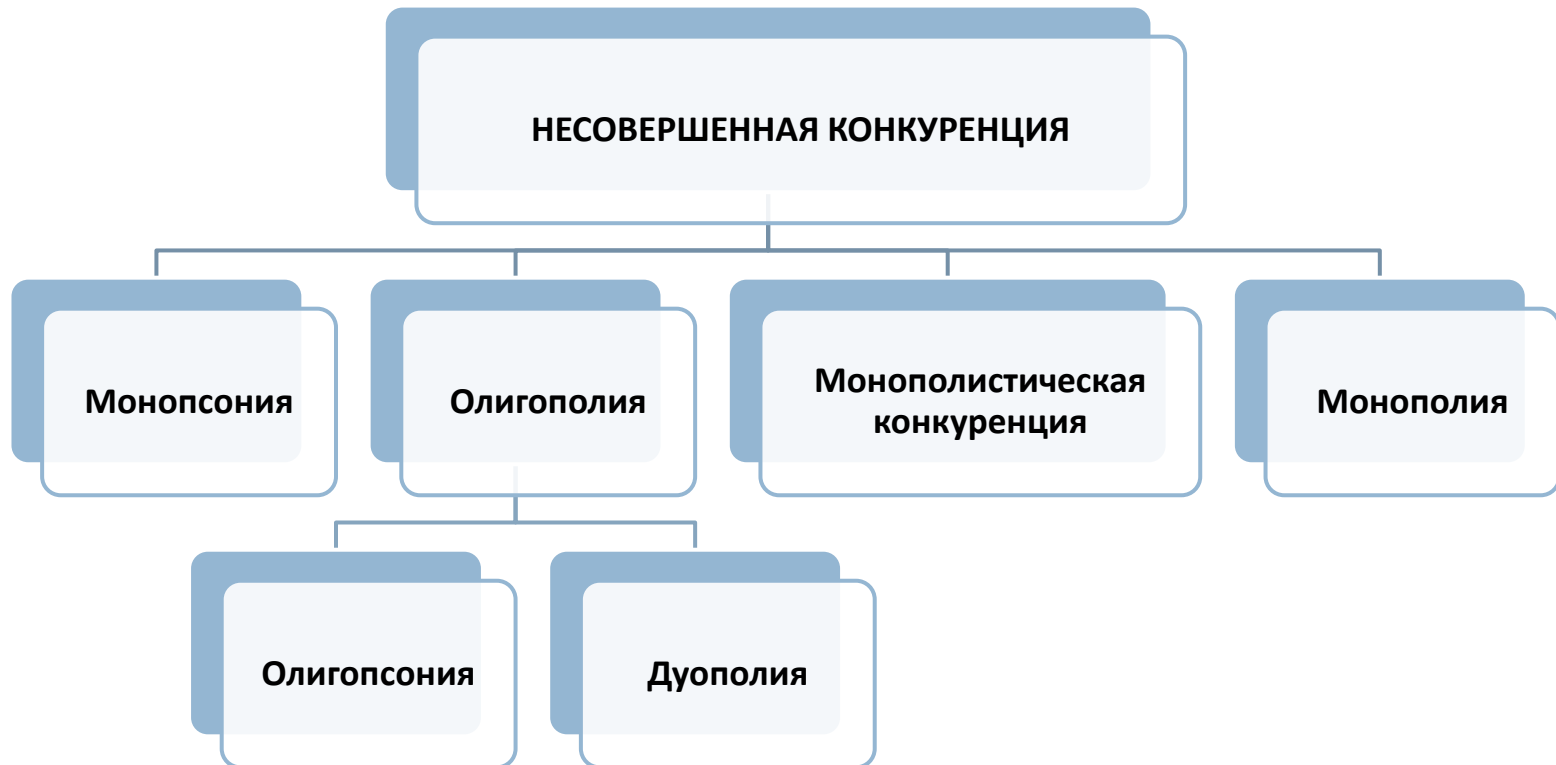 НЕСОВЕРШЕННАЯ КОНКУРЕНЦИЯ
Монопсония
Олигополия
Монополистическая
конкуренция
Монополия
Олигопсония
Дуополия